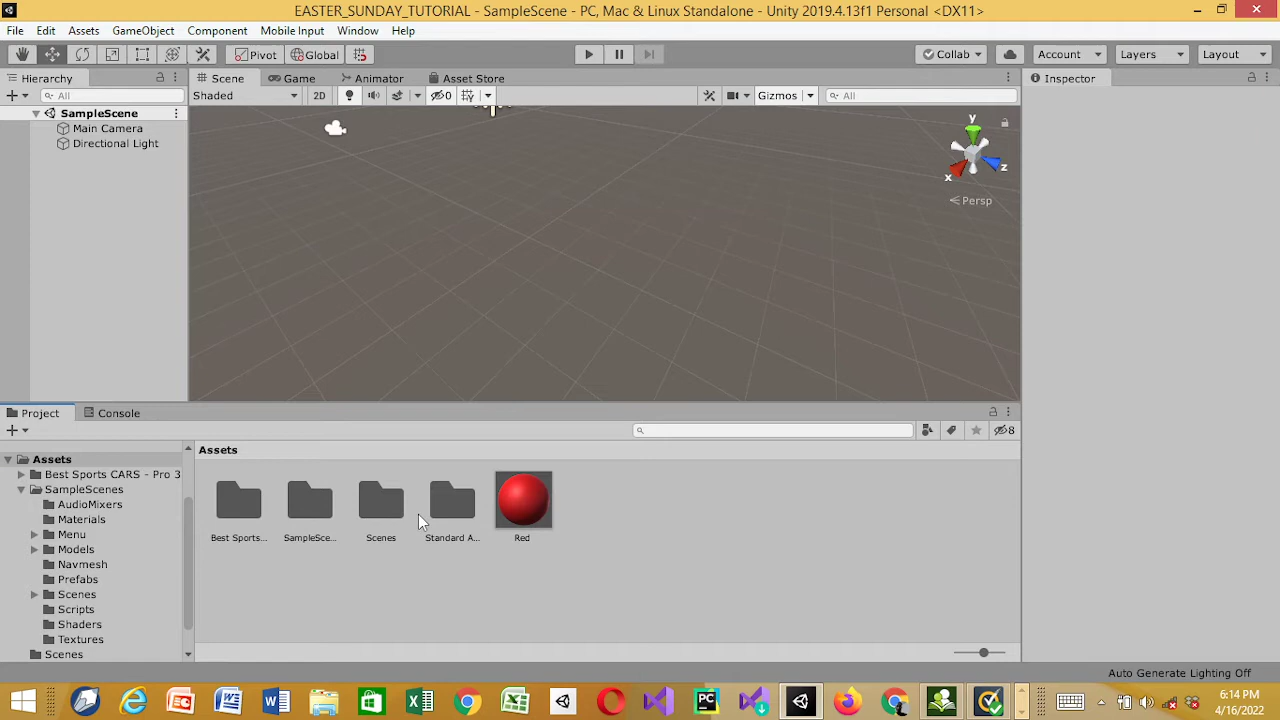 EASTER_SUNDAY_TUTORIAL - SampleScene - PC, Mac & Linux Standalone - Unity 2019.4.13f1 Personal <DX11>
File Edit Assets GameObject Component Mobile Input Window Help
Pivot Global Collab Account Layers Layout
Hierarchy Scene Game Animator Asset Store Inspector
All Shaded 2D 0 Gizmos All
SampleScene
Main Camera
Directional Light
y
x z
Persp
Project Console
8
Assets
Best Sports CARS - Pro 3
SampleScenes
AudioMixers
Materials
Menu
Models
Navmesh
Prefabs
Scenes
Scripts
Shaders
Textures
Scenes
Assets
Best Sports... SampleSce... Scenes Standard A... Red
Auto Generate Lighting Off
6:14 PM
4/16/2022